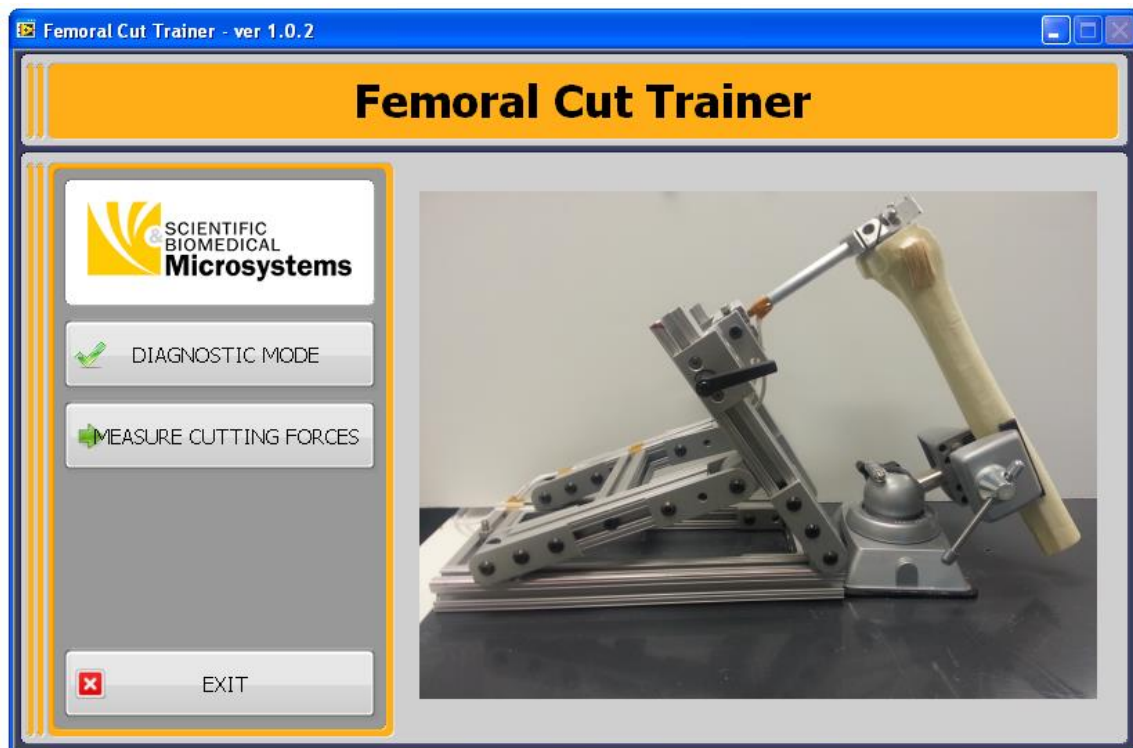 Femoral Cut Trainer - ver 1.0.2
Femoral Cut Trainer
SCIENTIFIC
& BIOMEDICAL
Microsystems
DIAGNOSTIC MODE
MEASURE CUTTING FORCES
EXIT